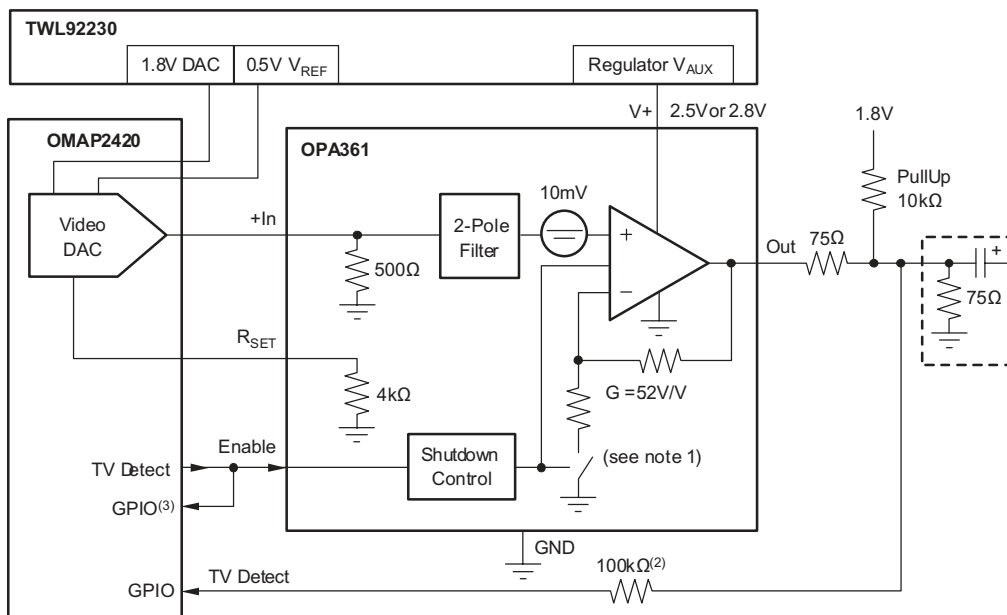 TWL92230
1.8V DAC
0.5V VREF
Regulator VAUX
V+
2.5V or 2.8V
1.8V
OMAP2420
OPA361
PullUp
10kΩ
10mV
Video
DAC
+In
2-Pole
Filter
+
Out
75Ω
+
500Ω
−
75Ω
RSET
G =52V/V
4kΩ
Enable
Shutdown
Control
(see note 1)
TV Detect
GPIO(3)
GND
100kΩ(2)
TV Detect
GPIO